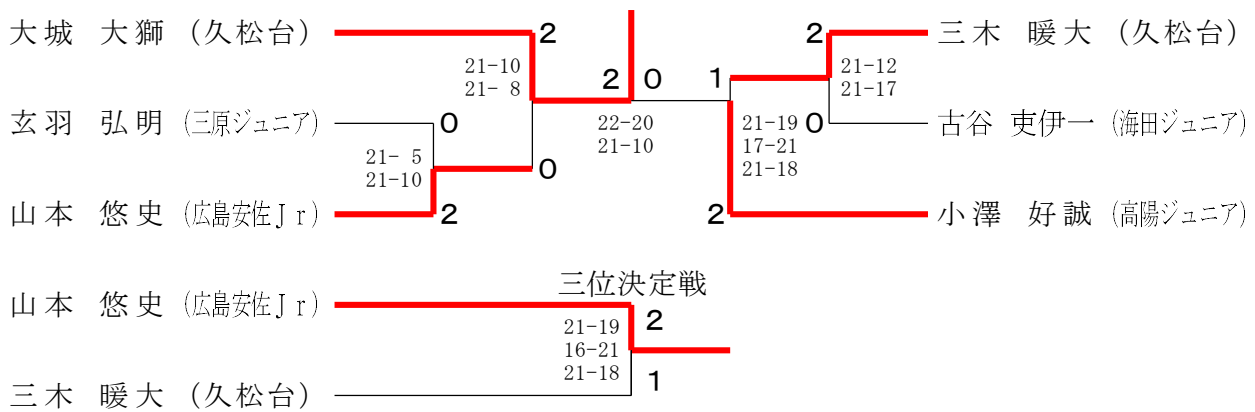 大城 大獅 (久松台)
2
2
三木 暖大 (久松台)
21-10
21- 8
2 0
1
21-12
21-17
玄羽 弘明 (三原ジュニア)
0
22-20
21-10
21-19
17-21
21-18
0
古谷 吏伊一 (海田ジュニア)
21- 5
21-10
0
山本 悠史 (広島安佐Jr)
2
2
小澤 好誠 (高陽ジュニア)
三位決定戦
山本 悠史 (広島安佐Jr)
2
21-19
16-21
21-18
1
三木 暖大 (久松台)